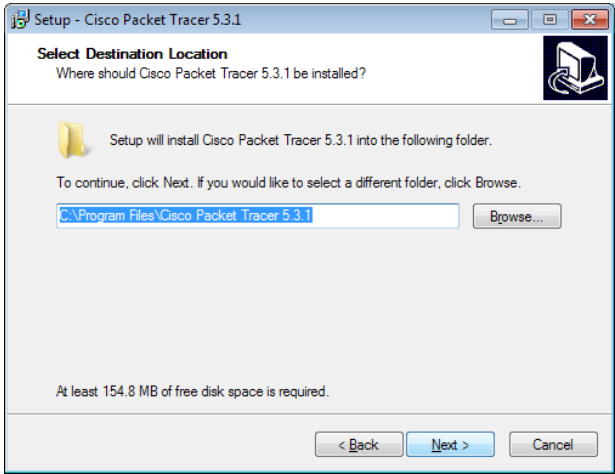 Setup - Cisco Packet Tracer 5.3.1
Select Destination Location
Where should Cisco Packet Tracer 5.3.1 be installed?
Setup will install Cisco Packet Tracer 5.3.1 into the following folder.
To continue, click Next. If you would like to select a different folder, click Browse.
C:\Program Files\Cisco Packet Tracer 5.3.1
Browse...
At least 154.8 MB of free disk space is required.
< Back
Next >
Cancel